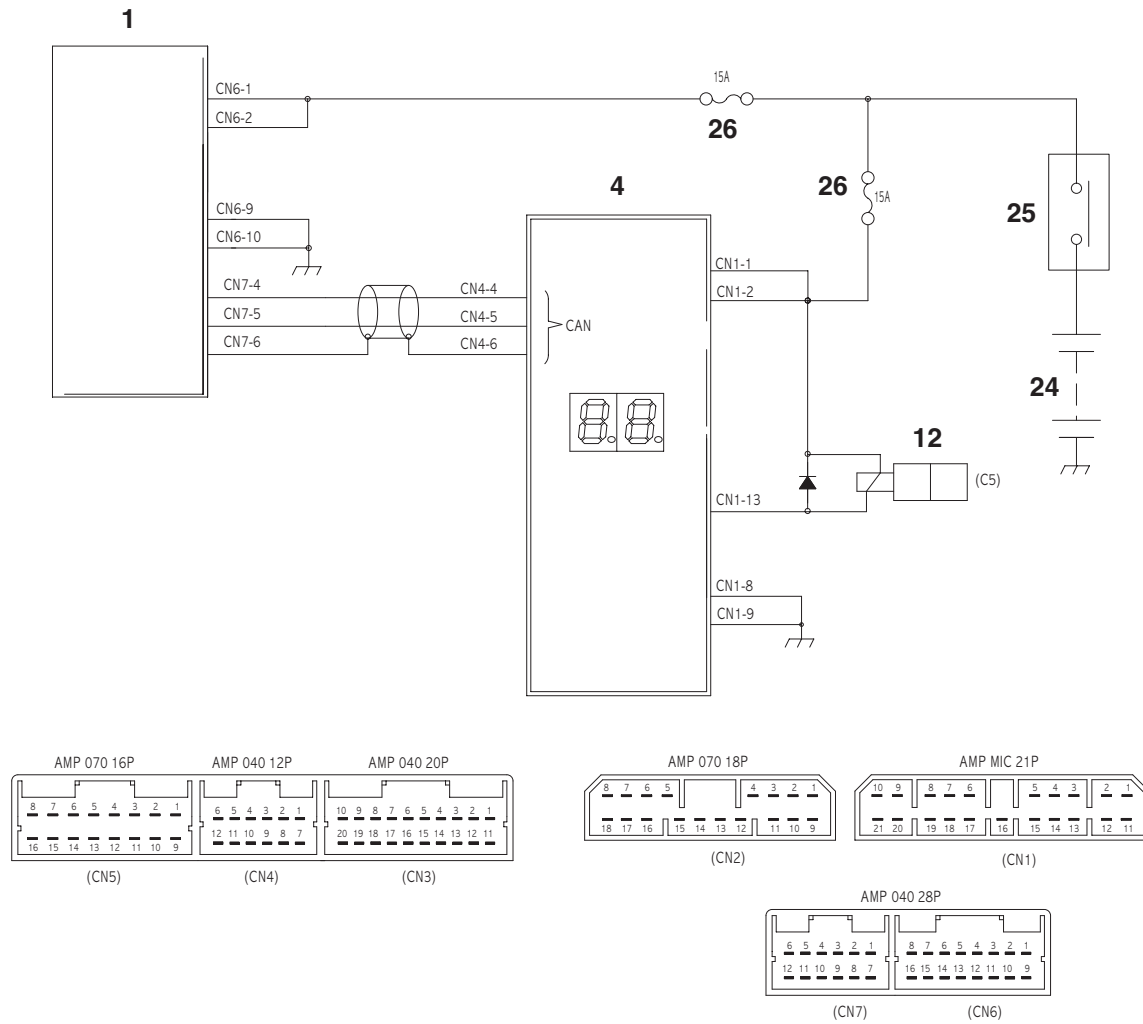 1
CN6-1
CN6-2
15A
26
4
26
15A
25
CN6-9
CN6-10
CN1-1
CN7-4
CN4-4
CN1-2
CN7-5
CN4-5
CAN
CN7-6
CN4-6
24
8.8.
12
(C5)
CN1-13
CN1-8
CN1-9
AMP 070 16P
AMP 040 12P
AMP 040 20P
8 7 6 5 4 3 2 1
16 15 14 13 12 11 10 9
6 5 4 3 2 1
12 11 10 9 8 7
10 9 8 7 6 5 4 3 2 1
20 19 18 17 16 15 14 13 12 11
(CN5)
(CN4)
(CN3)
AMP 070 18P
AMP MIC 21P
8 7 6 5 4 3 2 1
18 17 16 15 14 13 12 11 10 9
10 9 8 7 6 5 4 3 2 1
21 20 19 18 17 16 15 14 13 12 11
(CN2)
(CN1)
AMP 040 28P
6 5 4 3 2 1
12 11 10 9 8 7
8 7 6 5 4 3 2 1
16 15 14 13 12 11 10 9
(CN7)
(CN6)